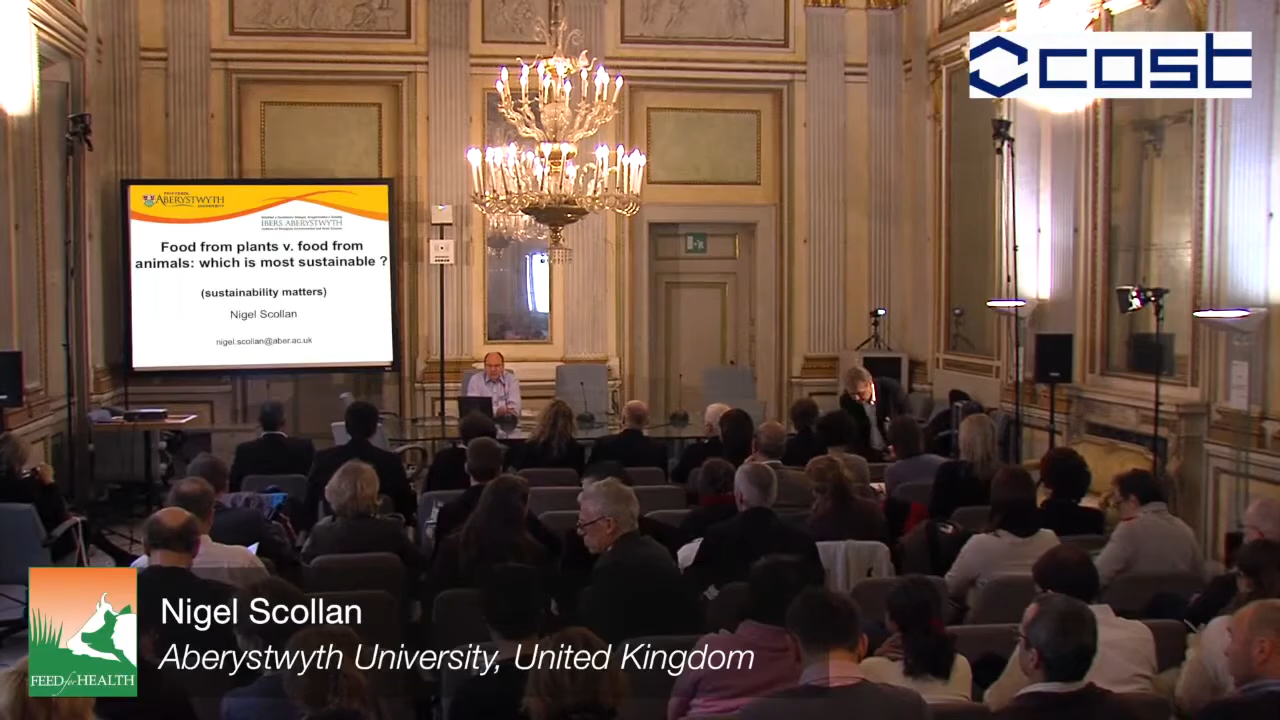 cost
PRIFYSGOL
ABERYSTWYTH
UNIVERSITY
IBERS ABERYSTWYTH
Food from plants v. food from
animals: which is most sustainable ?
(sustainability matters)
Nigel Scollan
nigel.scollan@aber.ac.uk
Nigel Scollan
Aberystwyth University, United Kingdom
FEED for HEALTH